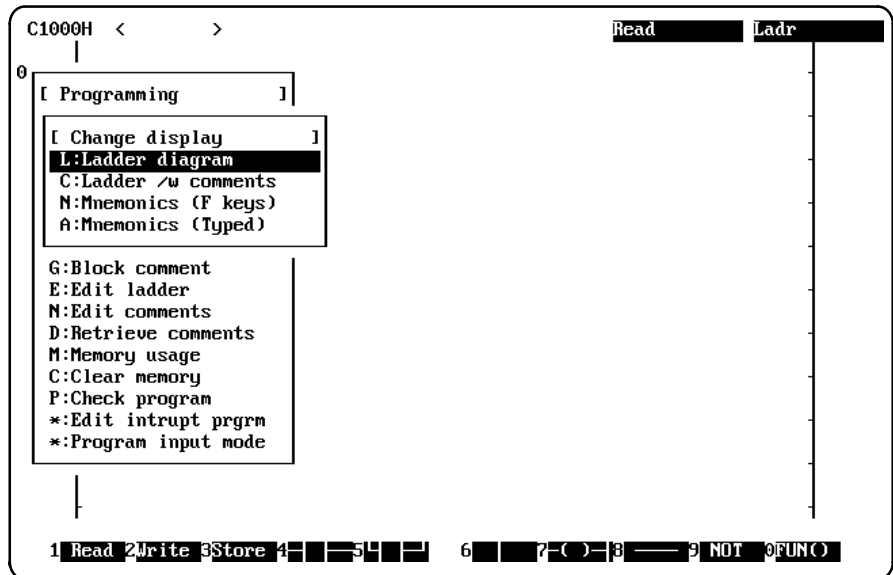 C1000H < > Read Ladr
0
[ Programming ]
[ Change display ]
L:Ladder diagram
C:Ladder /w comments
N:Mnemonics (F keys)
A:Mnemonics (Typed)
G:Block comment
E:Edit ladder
N:Edit comments
D:Retrieve comments
M:Memory usage
C:Clear memory
P:Check program
*:Edit intrupt prgrm
*:Program input mode
1 Read 2Write 3Store 4 5 6 7-( )- 8 9 NOT 0FUN()